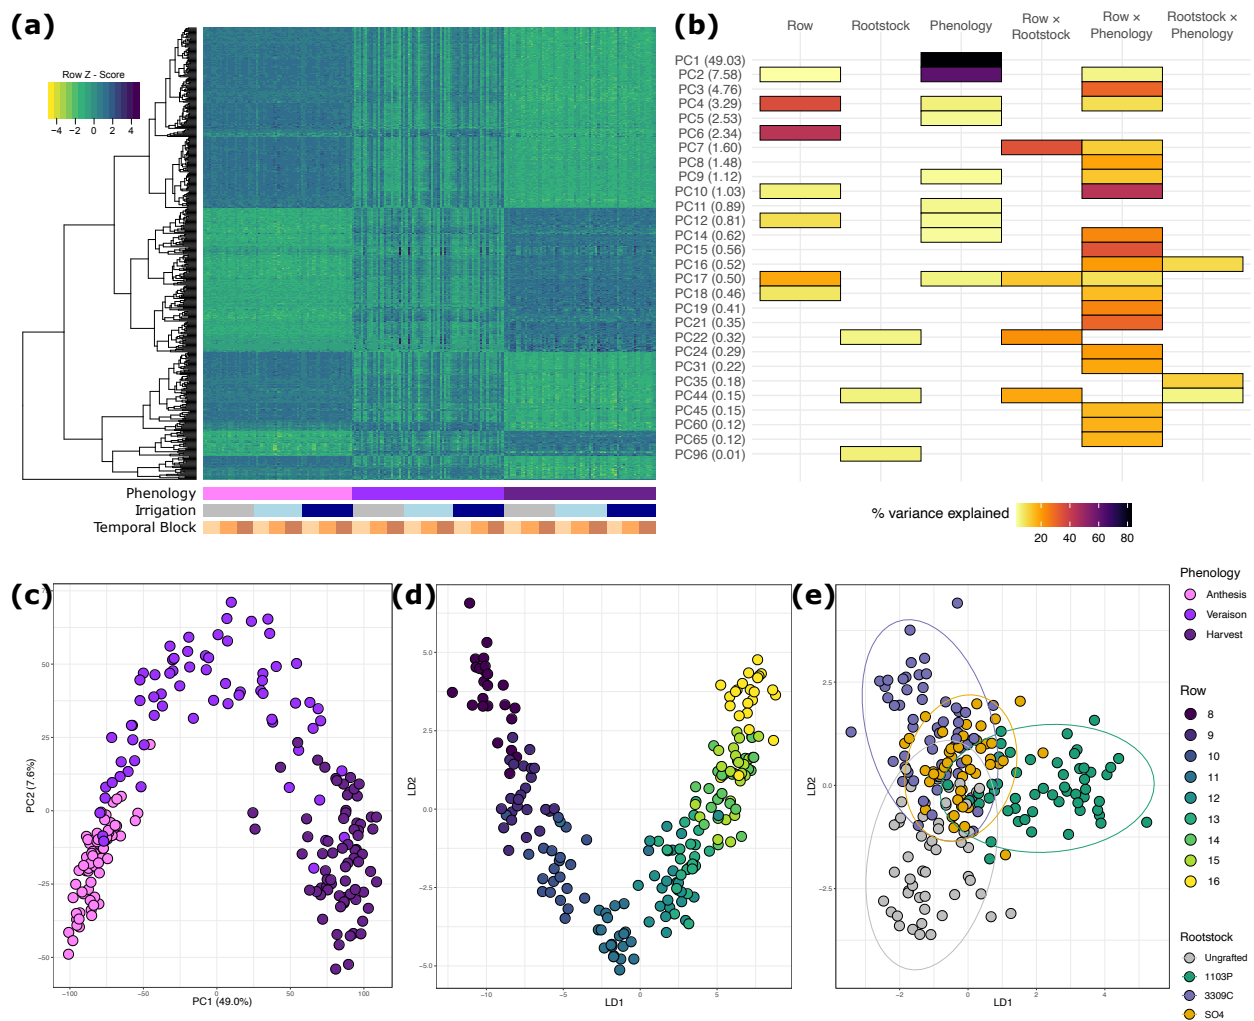 (a)
Row Z - Score
−4 −2 0 2 4
Phenology
Irrigation
Temporal Block
(b)
Row
Rootstock
Phenology
Row ×
Rootstock
Row ×
Phenology
Rootstock ×
Phenology
PC1 (49.03)
PC2 (7.58)
PC3 (4.76)
PC4 (3.29)
PC5 (2.53)
PC6 (2.34)
PC7 (1.60)
PC8 (1.48)
PC9 (1.12)
PC10 (1.03)
PC11 (0.89)
PC12 (0.81)
PC14 (0.62)
PC15 (0.56)
PC16 (0.52)
PC17 (0.50)
PC18 (0.46)
PC19 (0.41)
PC21 (0.35)
PC22 (0.32)
PC24 (0.29)
PC31 (0.22)
PC35 (0.18)
PC44 (0.15)
PC45 (0.15)
PC60 (0.12)
PC65 (0.12)
PC96 (0.01)
% variance explained
20 40 60 80
(c)
PC2 (7.6%)
50
25
0
−25
−50
−100 −50 0 50 100
PC1 (49.0%)
(d)
LD2
5.0
2.5
0.0
−2.5
−5.0
−10 −5 0 5
LD1
(e)
LD2
2.5
0.0
−2.5
−2 0 2 4
LD1
Phenology
Anthesis
Veraison
Harvest
Row
8
9
10
11
12
13
14
15
16
Rootstock
Ungrafted
1103P
3309C
SO4